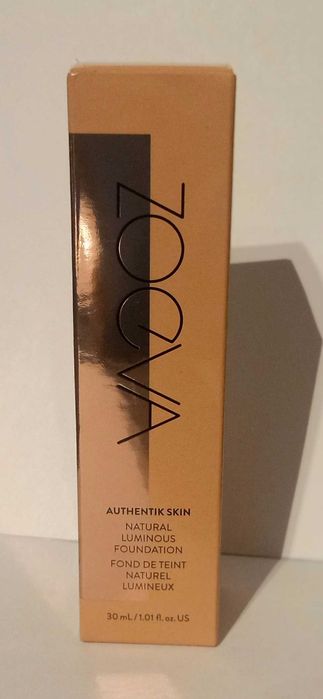 ZOEVA
AUTHENTIK SKIN
NATURAL
LUMINOUS
FOUNDATION
FOND DE TEINT
NATUREL
LUMINEUX
30 mL / 1.01 fl. oz. US